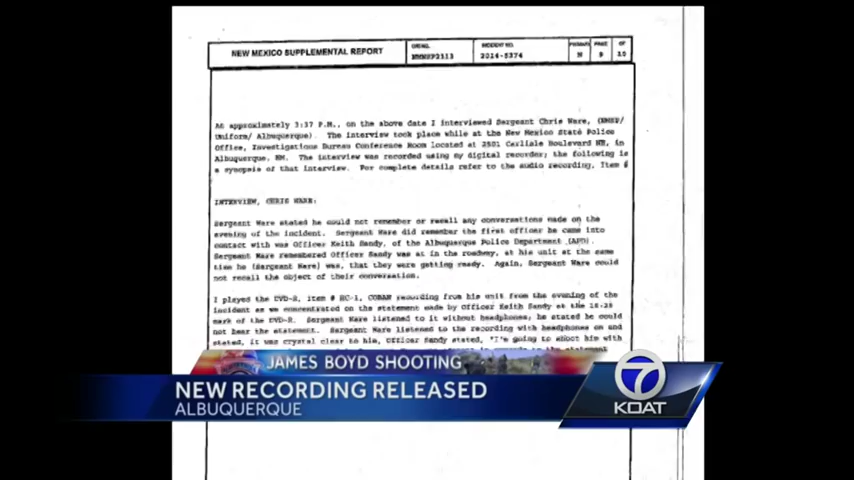 NEW MEXICO SUPPLEMENTAL REPORT
INCIDENT NO.
2014-5374
PAGE
OF
10
At approximately 3:37 P.M., on the above date I interviewed Sergeant Chris Ware, (NMSP/
Uniform/ Albuquerque). The interview took place while at the New Mexico State Police
Office, Investigations Bureau Conference Room located at 2501 Carlisle Boulevard NE, in
Albuquerque, NM. The interview was recorded using my digital recorder; the following is
a synopsis of that interview. For complete details refer to the audio recording, Item #
INTERVIEW, CHRIS WARE:
Sergeant Ware stated he could not remember or recall any conversations made on the
evening of the incident. Sergeant Ware did remember the first officer he came into
contact with was Officer Keith Sandy, of the Albuquerque Police Department (APD).
Sergeant Ware remembered Officer Sandy was at in the roadway, at his unit at the same
time he (Sergeant Ware) was, that they were getting ready. Again, Sergeant Ware could
not recall the object of their conversation.
I played the DVD-R, item # RC-1, COBAN recording from his unit from the evening of the
incident as we concentrated on the statement made by Officer Keith Sandy at the 16:28
mark of the DVD-R. Sergeant Ware listened to it without headphones; he stated he could
not hear the statement. Sergeant Ware listened to the recording with headphones on and
stated, it was crystal clear to him, Officer Sandy stated, "I'm going to shoot him with
JAMES BOYD SHOOTING
NEW RECORDING RELEASED
ALBUQUERQUE
7
KOAT